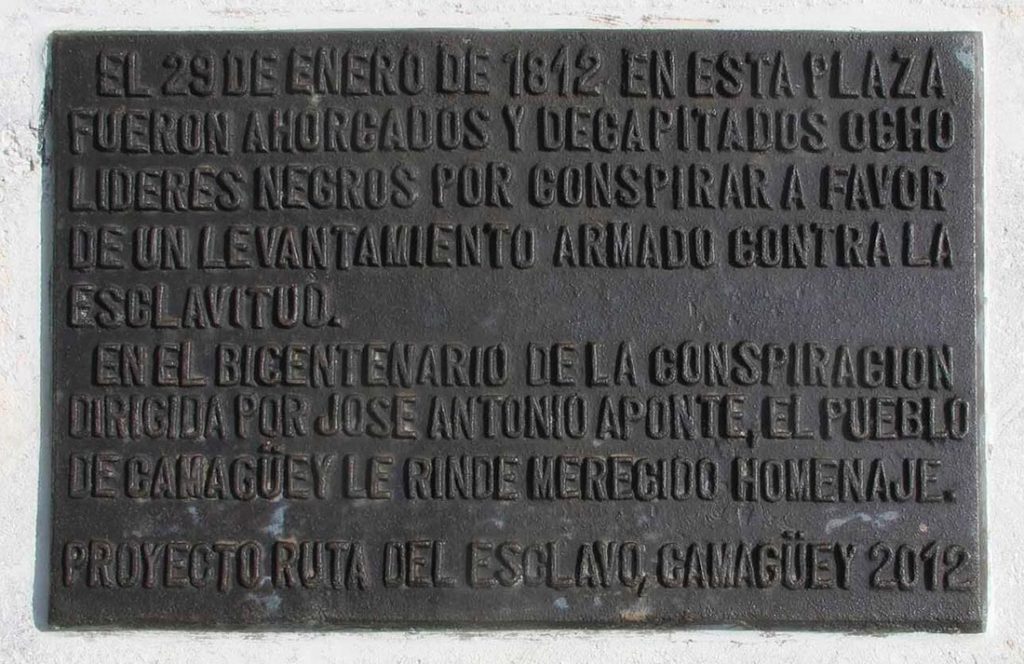 EL 29 DE ENERO DE 1812 EN ESTA PLAZA
FUERON AHORCADOS Y DECAPITADOS OCHO
LIDERES NEGROS POR CONSPIRAR A FAVOR
DE UN LEVANTAMIENTO ARMADO CONTRA LA
ESCLAVITUD.
EN EL BICENTENARIO DE LA CONSPIRACION
DIRIGIDA POR JOSE ANTONIO APONTE, EL PUEBLO
DE CAMAGÜEY LE RINDE MERECIDO HOMENAJE.
PROYECTO RUTA DEL ESCLAVO, CAMAGÜEY 2012